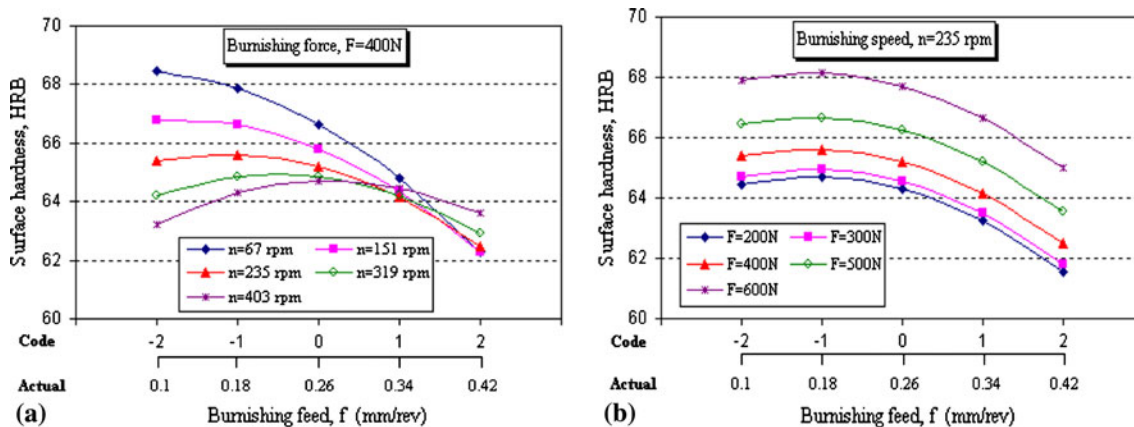 Surface hardness, HRB
70
68
66
64
62
60
Burnishing force, F=400N
n=67 rpm
n=151 rpm
n=235 rpm
n=319 rpm
n=403 rpm
Code
-2
-1
0
1
2
Actual
0.1
0.18
0.26
0.34
0.42
(a)
Burnishing feed, f (mm/rev)
Surface hardness, HRB
70
68
66
64
62
60
Burnishing speed, n=235 rpm
F=200N
F=300N
F=400N
F=500N
F=600N
Code
-2
-1
0
1
2
Actual
0.1
0.18
0.26
0.34
0.42
(b)
Burnishing feed, f (mm/rev)